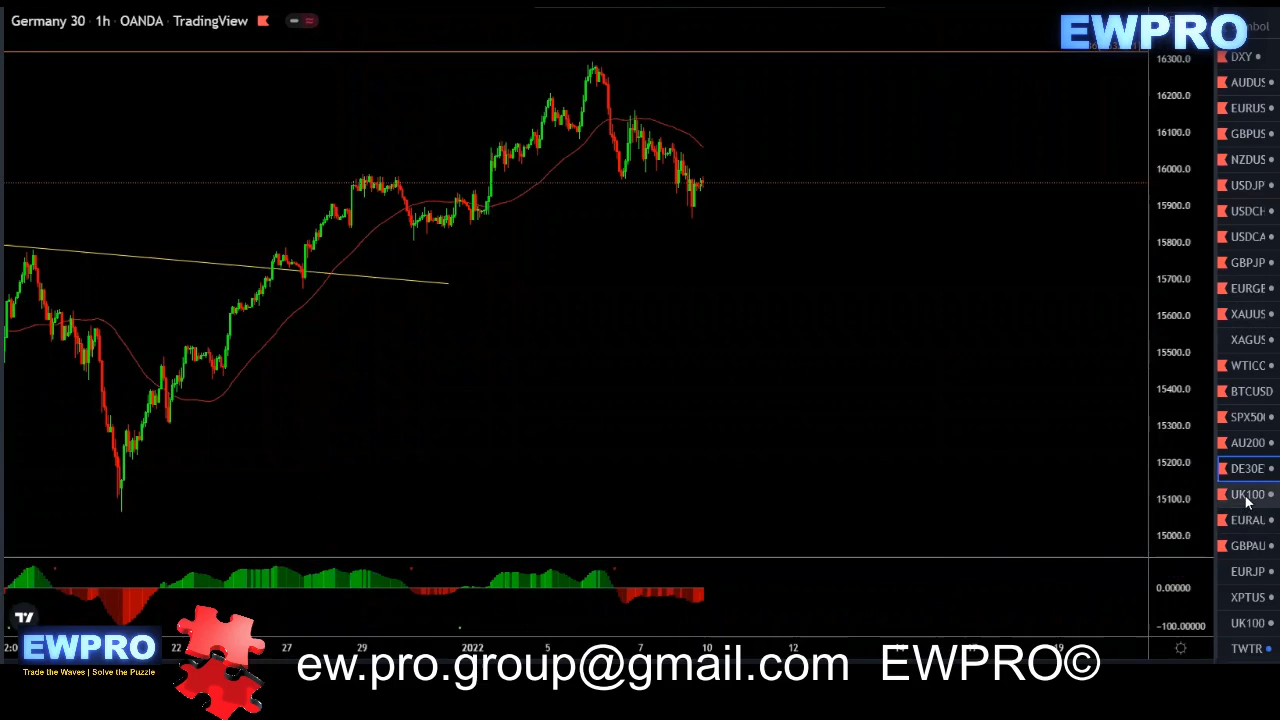 Germany 30 · 1h · OANDA · TradingView
EWPRO
DXY
AUDUS
EURUS
GBPUS
NZDUS
USDJP
USDCH
USDCA
GBPJP
EURGE
XAUUS
XAGUS
WTICC
BTCUSD
SPX500
AU200
DE30E
UK100
EURAL
GBPAU
EURJP
XPTUS
UK100
TWTR
16300.0
16200.0
16100.0
16000.0
15900.0
15800.0
15700.0
15600.0
15500.0
15400.0
15300.0
15200.0
15100.0
15000.0
0.00000
-100.00000
22 27 29 2022 5 7 10 12
EWPRO
Trade the Waves | Solve the Puzzle
ew.pro.group@gmail.com EWPRO©